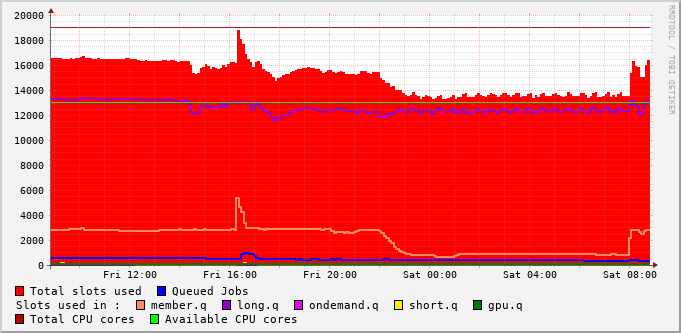 20000
18000
16000
14000
12000
10000
8000
6000
4000
2000
0
Fri 12:00 Fri 16:00 Fri 20:00 Sat 00:00 Sat 04:00 Sat 08:00
RRDTOOL / TOBI OETIKER
Total slots used Queued Jobs
Slots used in : member.q long.q ondemand.q short.q gpu.q
Total CPU cores Available CPU cores